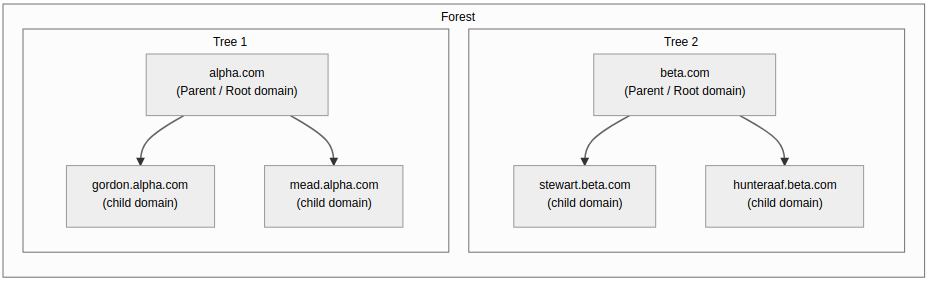 Forest
Tree 1
alpha.com
(Parent / Root domain)
gordon.alpha.com
(child domain)
mead.alpha.com
(child domain)
Tree 2
beta.com
(Parent / Root domain)
stewart.beta.com
(child domain)
hunteraaf.beta.com
(child domain)